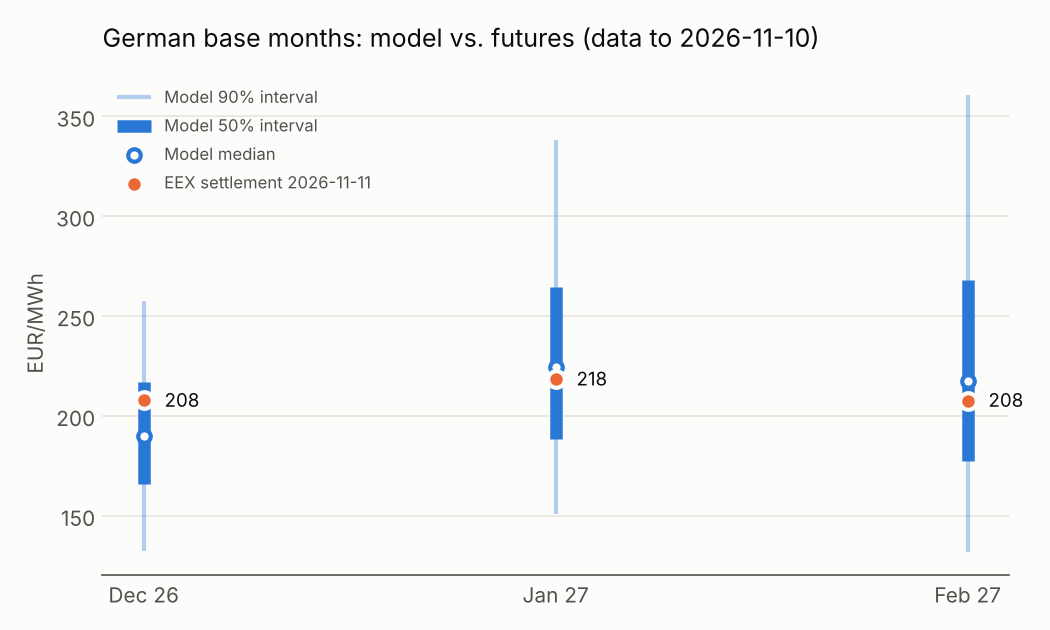 German base months: model vs. futures (data to 2026-11-10)
Model 90% interval
Model 50% interval
Model median
EEX settlement 2026-11-11
EUR/MWh
350
300
250
200
150
208
218
208
Dec 26
Jan 27
Feb 27